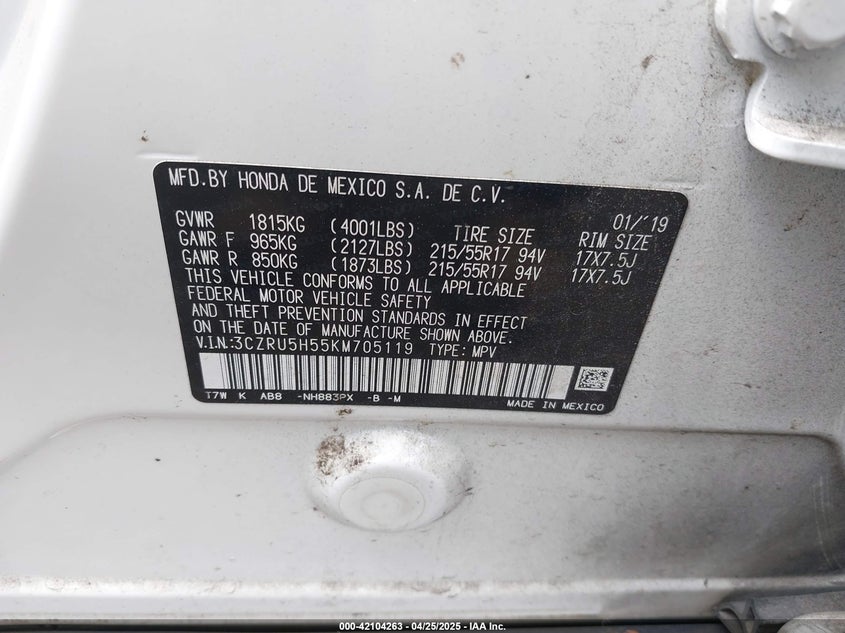 MFD.BY HONDA DE MEXICO S.A. DE C.V.
01/'19
GVWR 1815KG (4001LBS) TIRE SIZE RIM SIZE
GAWR F 965KG (2127LBS) 215/55R17 94V 17X7.5J
GAWR R 850KG (1873LBS) 215/55R17 94V 17X7.5J
THIS VEHICLE CONFORMS TO ALL APPLICABLE
FEDERAL MOTOR VEHICLE SAFETY
AND THEFT PREVENTION STANDARDS IN EFFECT
ON THE DATE OF MANUFACTURE SHOWN ABOVE.
V.I.N.:3CZRU5H55KM705119 TYPE: MPV
T7W K AB8 -NH883PX -B -M
MADE IN MEXICO
000-42104263 - 04/25/2025 - IAA Inc.